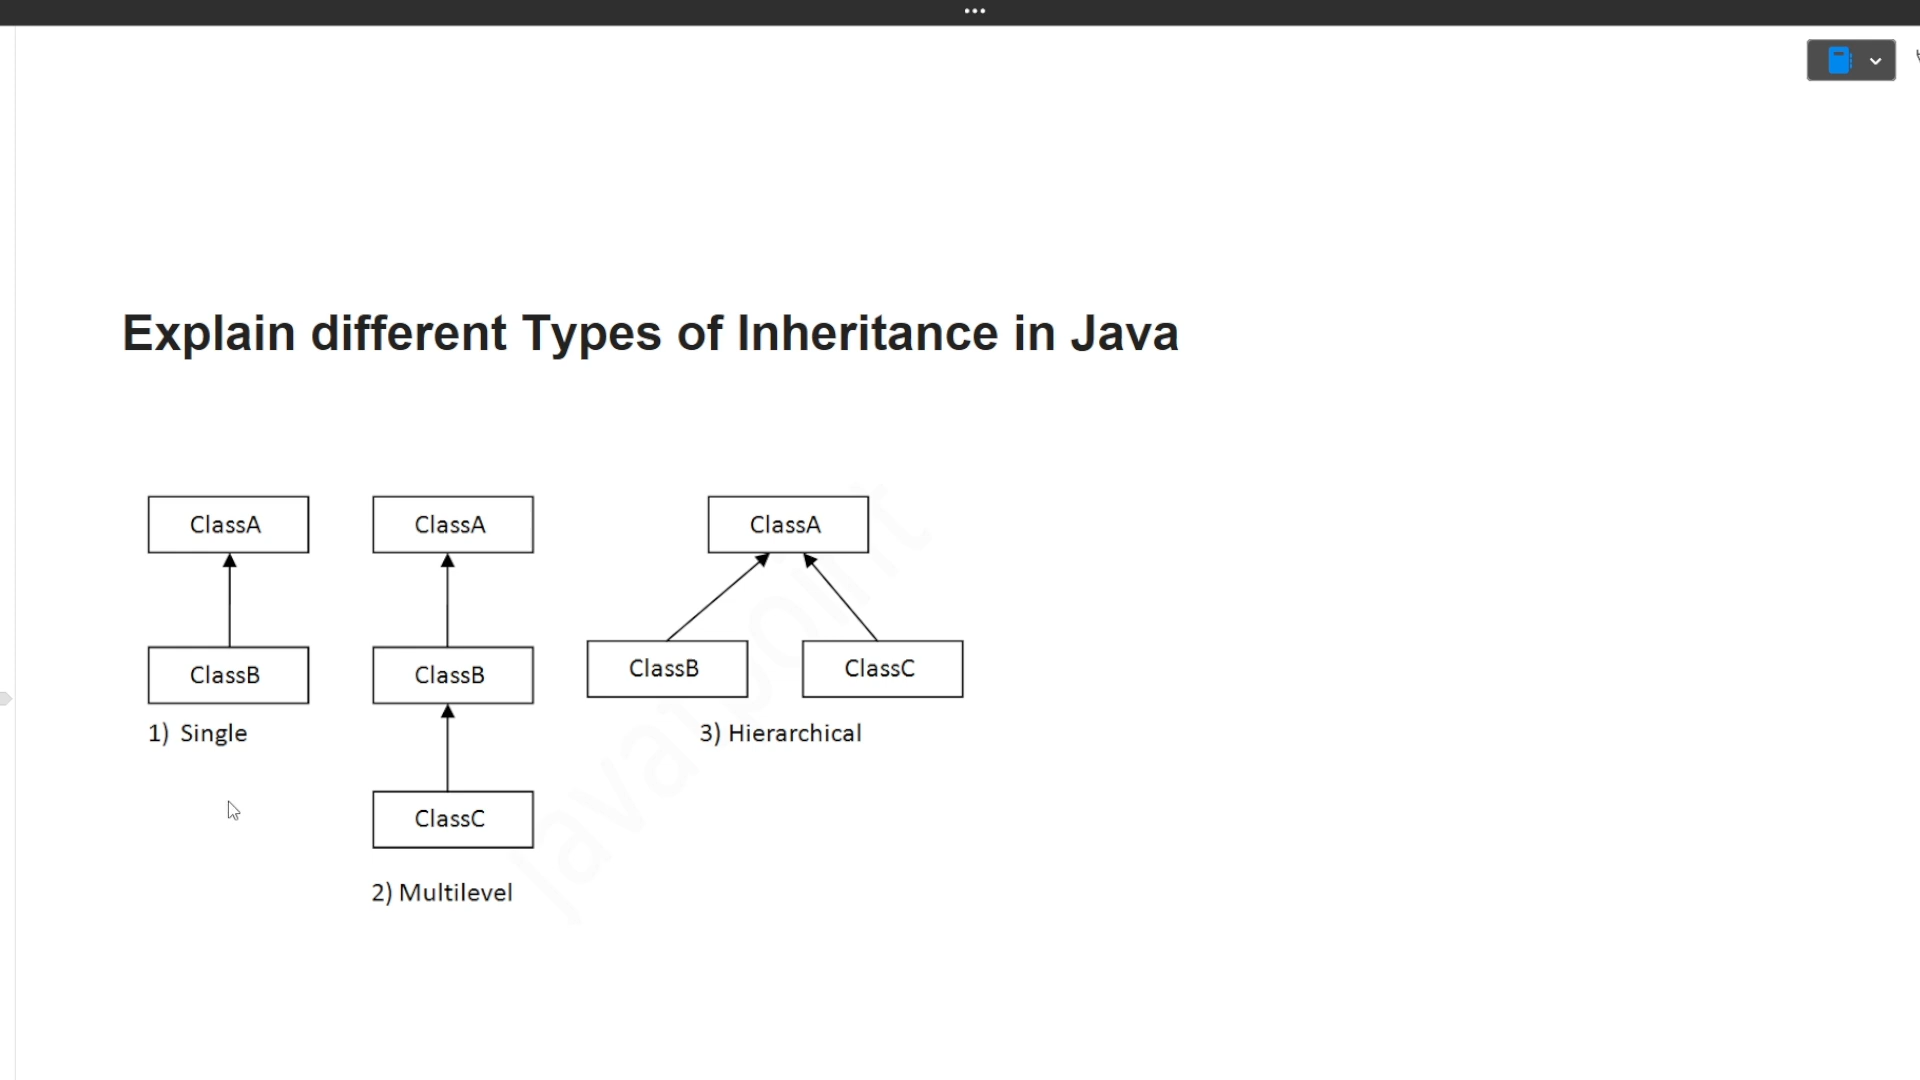 Explain different Types of Inheritance in Java
ClassA
ClassB
1) Single
ClassA
ClassB
ClassC
2) Multilevel
ClassA
ClassB
ClassC
3) Hierarchical